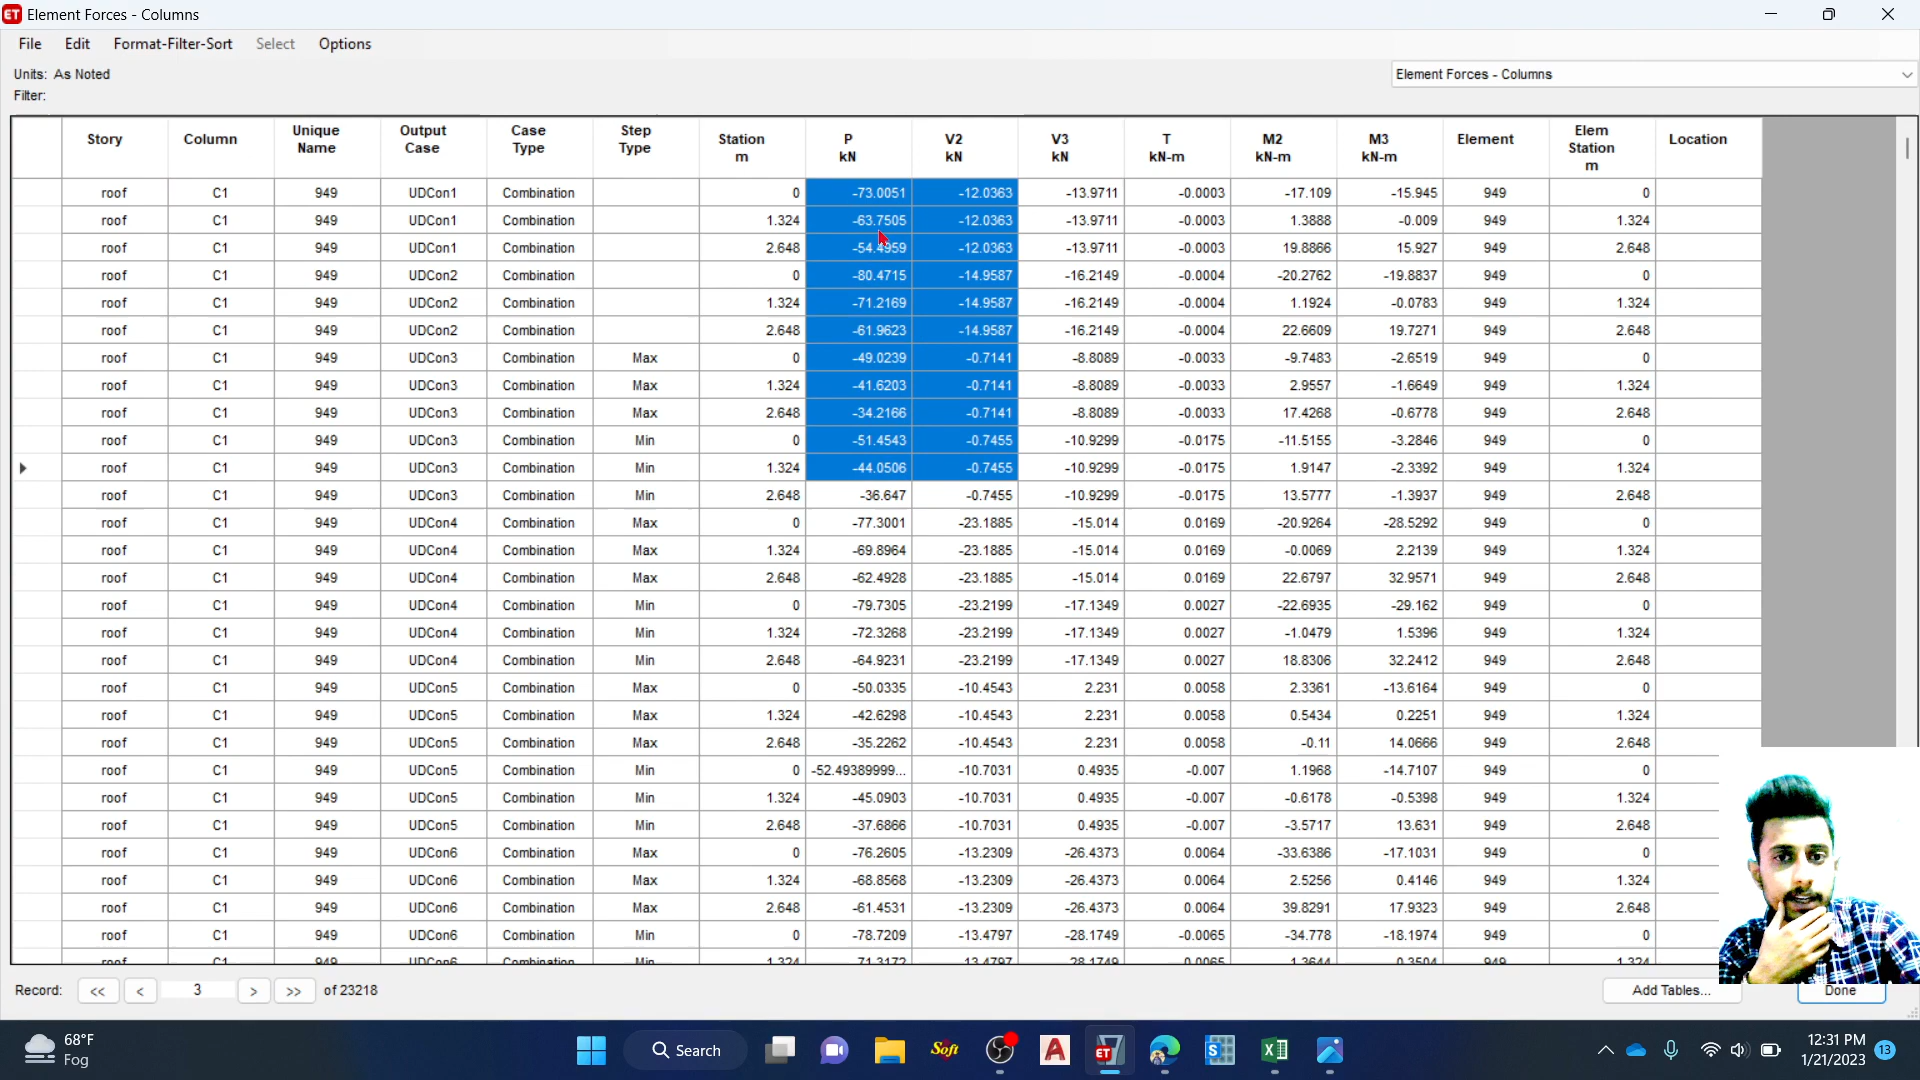 ET Element Forces - Columns
File Edit Format-Filter-Sort Select Options
Units: As Noted
Element Forces - Columns
Filter:
Story Column Unique Name Output Case Case Type Step Type Station m P kN V2 kN V3 kN T kN-m M2 kN-m M3 kN-m Element Elem Station m Location
roof C1 949 UDCon1 Combination 0 -73.0051 -12.0363 -13.9711 -0.0003 -17.109 -15.945 949 0
roof C1 949 UDCon1 Combination 1.324 -63.7505 -12.0363 -13.9711 -0.0003 1.3888 -0.009 949 1.324
roof C1 949 UDCon1 Combination 2.648 -54.4959 -12.0363 -13.9711 -0.0003 19.8866 15.927 949 2.648
roof C1 949 UDCon2 Combination 0 -80.4715 -14.9587 -16.2149 -0.0004 -20.2762 -19.8837 949 0
roof C1 949 UDCon2 Combination 1.324 -71.2169 -14.9587 -16.2149 -0.0004 1.1924 -0.0783 949 1.324
roof C1 949 UDCon2 Combination 2.648 -61.9623 -14.9587 -16.2149 -0.0004 22.6609 19.7271 949 2.648
roof C1 949 UDCon3 Combination Max 0 -49.0239 -0.7141 -8.8089 -0.0033 -9.7483 -2.6519 949 0
roof C1 949 UDCon3 Combination Max 1.324 -41.6203 -0.7141 -8.8089 -0.0033 2.9557 -1.6649 949 1.324
roof C1 949 UDCon3 Combination Max 2.648 -34.2166 -0.7141 -8.8089 -0.0033 17.4268 -0.6778 949 2.648
roof C1 949 UDCon3 Combination Min 0 -51.4543 -0.7455 -10.9299 -0.0175 -11.5155 -3.2846 949 0
roof C1 949 UDCon3 Combination Min 1.324 -44.0506 -0.7455 -10.9299 -0.0175 1.9147 -2.3392 949 1.324
roof C1 949 UDCon3 Combination Min 2.648 -36.647 -0.7455 -10.9299 -0.0175 13.5777 -1.3937 949 2.648
roof C1 949 UDCon4 Combination Max 0 -77.3001 -23.1885 -15.014 0.0169 -20.9264 -28.5292 949 0
roof C1 949 UDCon4 Combination Max 1.324 -69.8964 -23.1885 -15.014 0.0169 -0.0069 2.2139 949 1.324
roof C1 949 UDCon4 Combination Max 2.648 -62.4928 -23.1885 -15.014 0.0169 22.6797 32.9571 949 2.648
roof C1 949 UDCon4 Combination Min 0 -79.7305 -23.2199 -17.1349 0.0027 -22.6935 -29.162 949 0
roof C1 949 UDCon4 Combination Min 1.324 -72.3268 -23.2199 -17.1349 0.0027 -1.0479 1.5396 949 1.324
roof C1 949 UDCon4 Combination Min 2.648 -64.9231 -23.2199 -17.1349 0.0027 18.8306 32.2412 949 2.648
roof C1 949 UDCon5 Combination Max 0 -50.0335 -10.4543 2.231 0.0058 2.3361 -13.6164 949 0
roof C1 949 UDCon5 Combination Max 1.324 -42.6298 -10.4543 2.231 0.0058 0.5434 0.2251 949 1.324
roof C1 949 UDCon5 Combination Max 2.648 -35.2262 -10.4543 2.231 0.0058 -0.11 14.0666 949 2.648
roof C1 949 UDCon5 Combination Min 0 -52.49389999... -10.7031 0.4935 -0.007 1.1968 -14.7107 949 0
roof C1 949 UDCon5 Combination Min 1.324 -45.0903 -10.7031 0.4935 -0.007 -0.6178 -0.5398 949 1.324
roof C1 949 UDCon5 Combination Min 2.648 -37.6866 -10.7031 0.4935 -0.007 -3.5717 13.631 949 2.648
roof C1 949 UDCon6 Combination Max 0 -76.2605 -13.2309 -26.4373 0.0064 -33.6386 -17.1031 949 0
roof C1 949 UDCon6 Combination Max 1.324 -68.8568 -13.2309 -26.4373 0.0064 2.5256 0.4146 949 1.324
roof C1 949 UDCon6 Combination Max 2.648 -61.4531 -13.2309 -26.4373 0.0064 39.8291 17.9323 949 2.648
roof C1 949 UDCon6 Combination Min 0 -78.7209 -13.4797 -28.1749 -0.0065 -34.778 -18.1974 949 0
roof C1 949 UDCon6 Combination Min 1.324 -71.3172 -13.4797 -28.1749 -0.0065 1.3644 -0.3504 949 1.324
Record: << < 3 > >> of 23218 Add Tables... Done
68°F
Fog
Search
Soft
ET
12:31 PM
1/21/2023
13